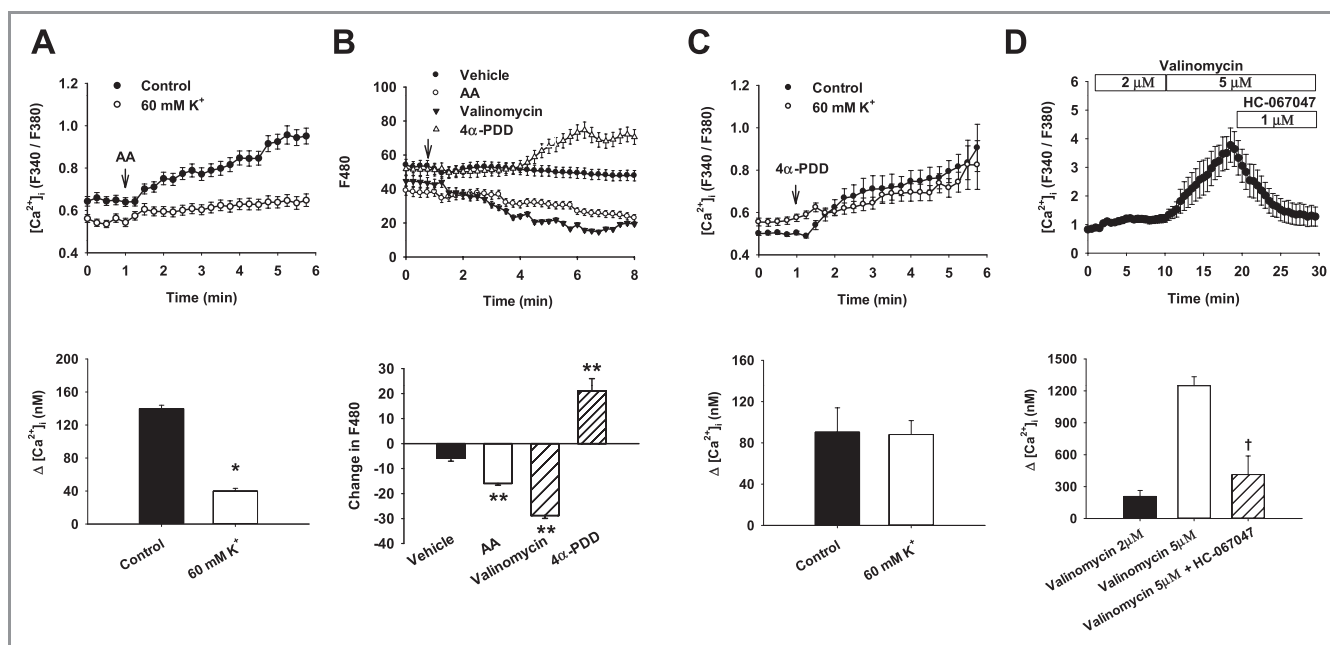 A
Control
60 mM K⁺
AA
[Ca²⁺]ᵢ (F340 / F380)
1.2
1.0
0.8
0.6
0.4
0 1 2 3 4 5 6
Time (min)
B
Vehicle
AA
Valinomycin
4α-PDD
F480
100
80
60
40
20
0
0 2 4 6 8
Time (min)
C
Control
60 mM K⁺
4α-PDD
[Ca²⁺]ᵢ (F340 / F380)
1.2
1.0
0.8
0.6
0.4
0 1 2 3 4 5 6
Time (min)
D
Valinomycin
2 μM 5 μM
HC-067047
1 μM
[Ca²⁺]ᵢ (F340 / F380)
6
5
4
3
2
1
0
0 5 10 15 20 25 30
Time (min)
Δ [Ca²⁺]ᵢ (nM)
200
160
120
80
40
0
*
Control
60 mM K⁺
Change in F480
30
20
10
0
-10
-20
-30
-40
**
**
**
Vehicle
AA
Valinomycin
4α-PDD
Δ [Ca²⁺]ᵢ (nM)
160
120
80
40
0
Control
60 mM K⁺
Δ [Ca²⁺]ᵢ (nM)
1500
1200
900
600
300
0
†
Valinomycin 2μM
Valinomycin 5μM
Valinomycin 5μM + HC-067047